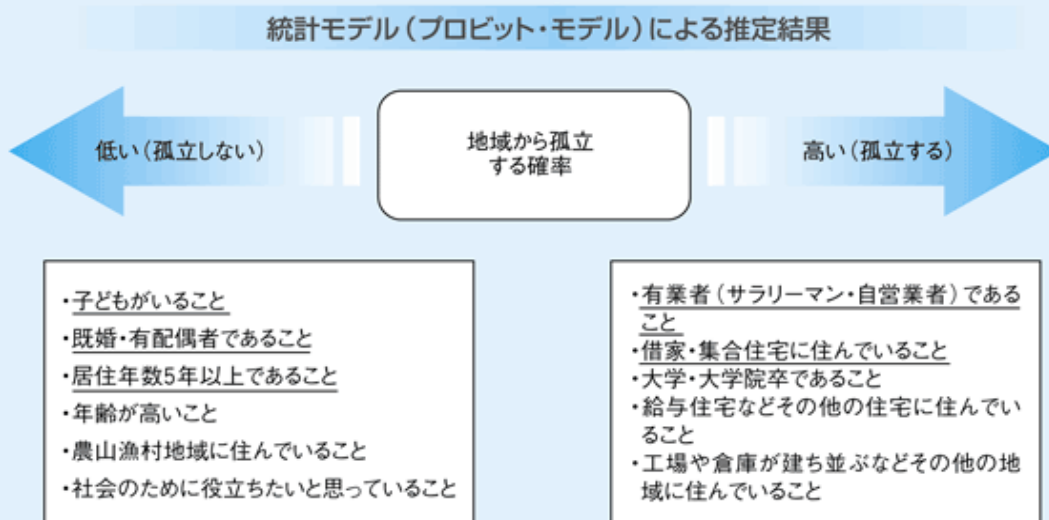 統計モデル(プロビット・モデル)による推定結果
低い(孤立しない)
地域から孤立
する確率
高い(孤立する)
・子どもがいること
・既婚・有配偶者であること
・居住年数5年以上であること
・年齢が高いこと
・農山漁村地域に住んでいること
・社会のために役立ちたいと思っていること
・有業者(サラリーマン・自営業者)である
こと
・借家・集合住宅に住んでいること
・大学・大学院卒であること
・給与住宅などその他の住宅に住んでい
ること
・工場や倉庫が建ち並ぶなどその他の地
域に住んでいること